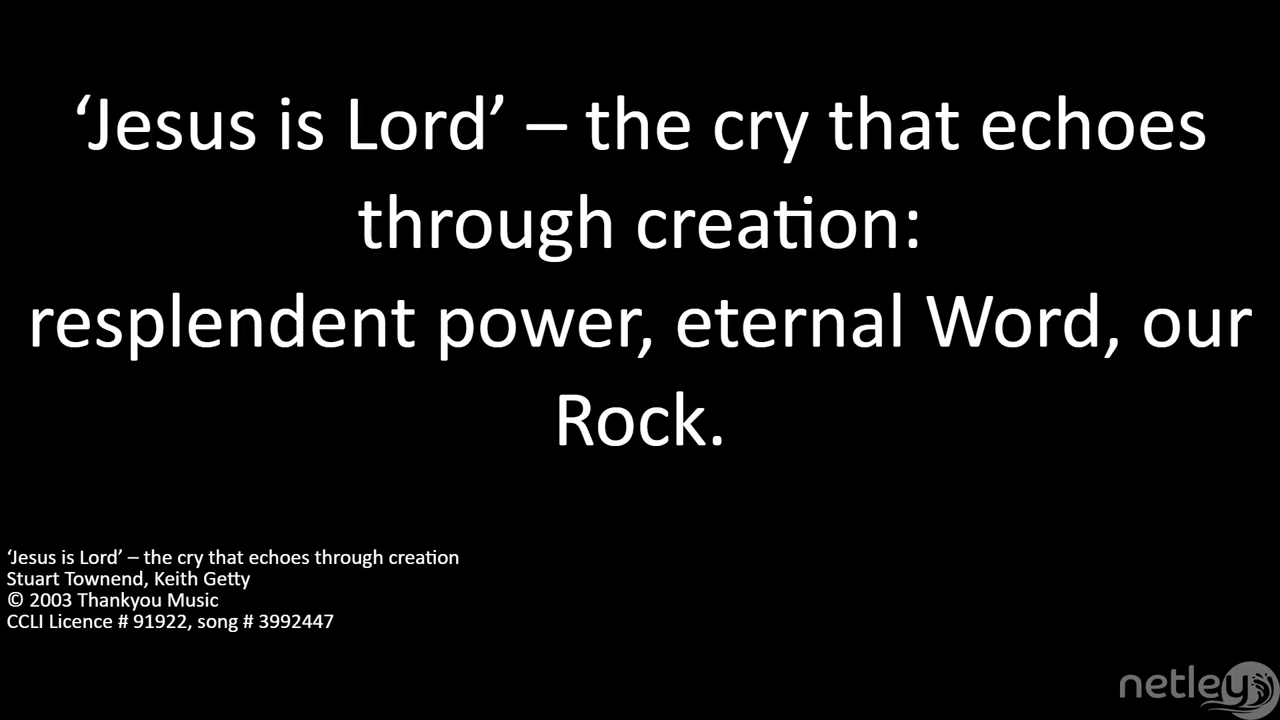 ‘Jesus is Lord’ – the cry that echoes
through creation:
resplendent power, eternal Word, our
Rock.
‘Jesus is Lord’ – the cry that echoes through creation
Stuart Townend, Keith Getty
© 2003 Thankyou Music
CCLI Licence # 91922, song # 3992447
netley